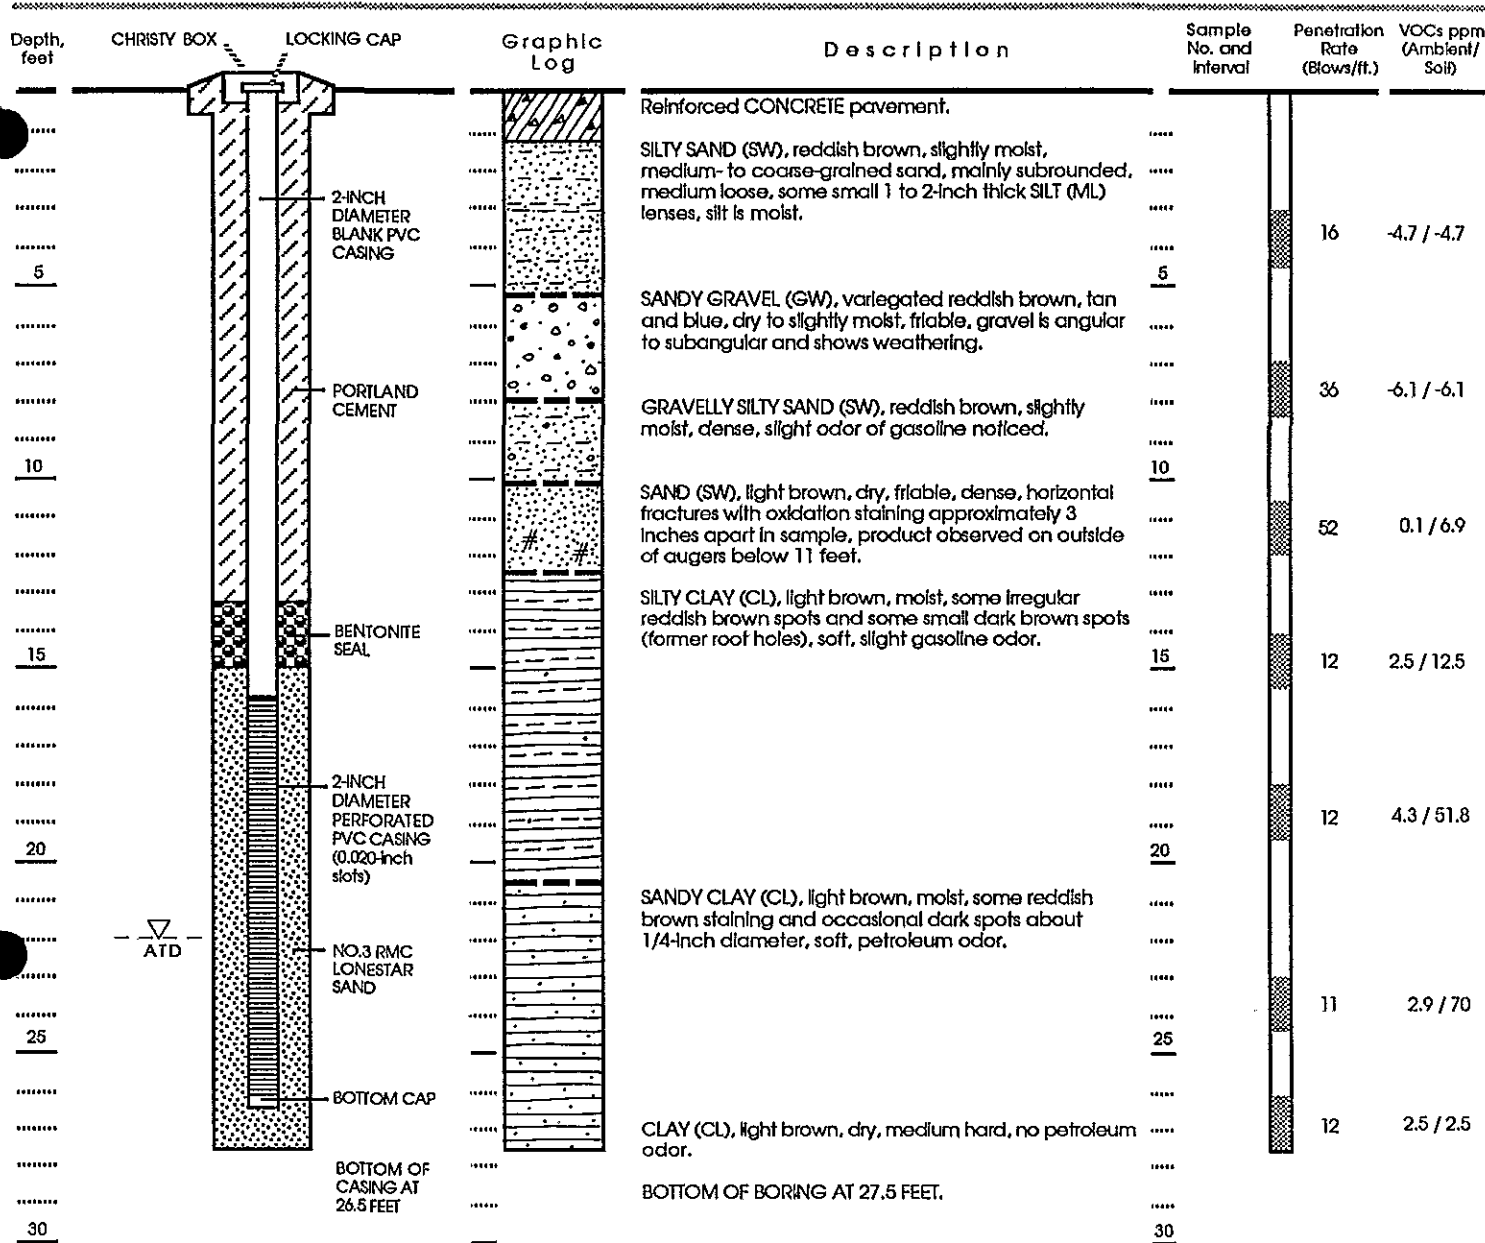 Depth, feet
CHRISTY BOX
LOCKING CAP
Graphic Log
Description
Sample No. and Interval
Penetration Rate (Blows/ft.)
VOCs ppm (Ambient/ Soil)
Reinforced CONCRETE pavement.
SILTY SAND (SW), reddish brown, slightly moist,
medium- to coarse-grained sand, mainly subrounded,
medium loose, some small 1 to 2-inch thick SILT (ML)
lenses, silt is moist.
2-INCH
DIAMETER
BLANK PVC
CASING
16
-4.7 / -4.7
5
5
SANDY GRAVEL (GW), variegated reddish brown, tan
and blue, dry to slightly moist, friable, gravel is angular
to subangular and shows weathering.
PORTLAND
CEMENT
36
-6.1 / -6.1
GRAVELLY SILTY SAND (SW), reddish brown, slightly
moist, dense, slight odor of gasoline noticed.
10
10
SAND (SW), light brown, dry, friable, dense, horizontal
fractures with oxidation staining approximately 3
inches apart in sample, product observed on outside
of augers below 11 feet.
52
0.1 / 6.9
# #
SILTY CLAY (CL), light brown, moist, some irregular
reddish brown spots and some small dark brown spots
(former root holes), soft, slight gasoline odor.
BENTONITE
SEAL
15
15
12
2.5 / 12.5
2-INCH
DIAMETER
PERFORATED
PVC CASING
(0.020-inch
slots)
12
4.3 / 51.8
20
20
SANDY CLAY (CL), light brown, moist, some reddish
brown staining and occasional dark spots about
1/4-inch diameter, soft, petroleum odor.
ATD
NO.3 RMC
LONESTAR
SAND
11
2.9 / 70
25
25
BOTTOM CAP
CLAY (CL), light brown, dry, medium hard, no petroleum
odor.
12
2.5 / 2.5
BOTTOM OF
CASING AT
26.5 FEET
BOTTOM OF BORING AT 27.5 FEET.
30
30